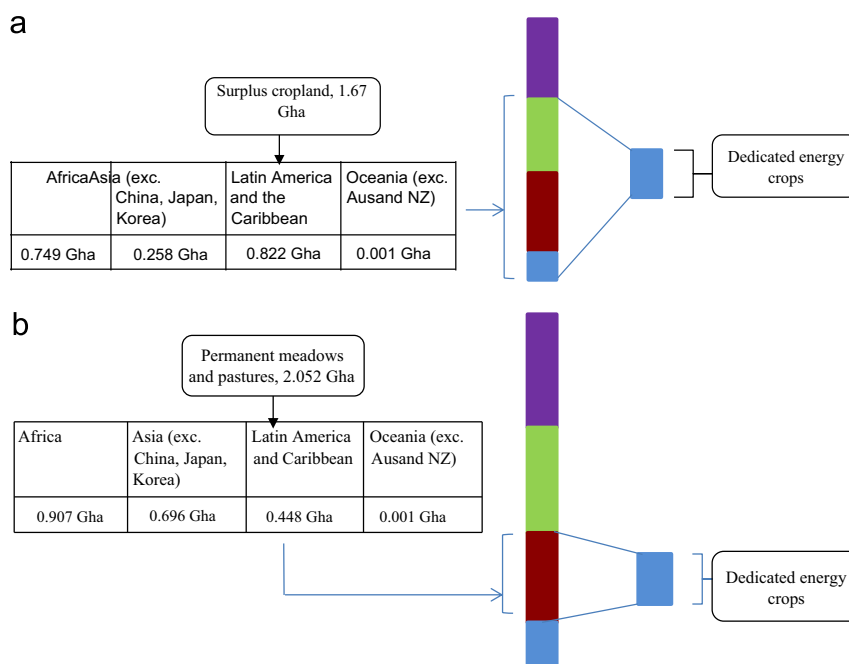 a
Surplus cropland, 1.67
Gha
AfricaAsia (exc.
China, Japan,
Korea)
Latin America
and the
Caribbean
Oceania (exc.
Ausand NZ)
0.749 Gha
0.258 Gha
0.822 Gha
0.001 Gha
Dedicated energy
crops
b
Permanent meadows
and pastures, 2.052 Gha
Africa
Asia (exc.
China, Japan,
Korea)
Latin America
and Caribbean
Oceania (exc.
Ausand NZ)
0.907 Gha
0.696 Gha
0.448 Gha
0.001 Gha
Dedicated energy
crops